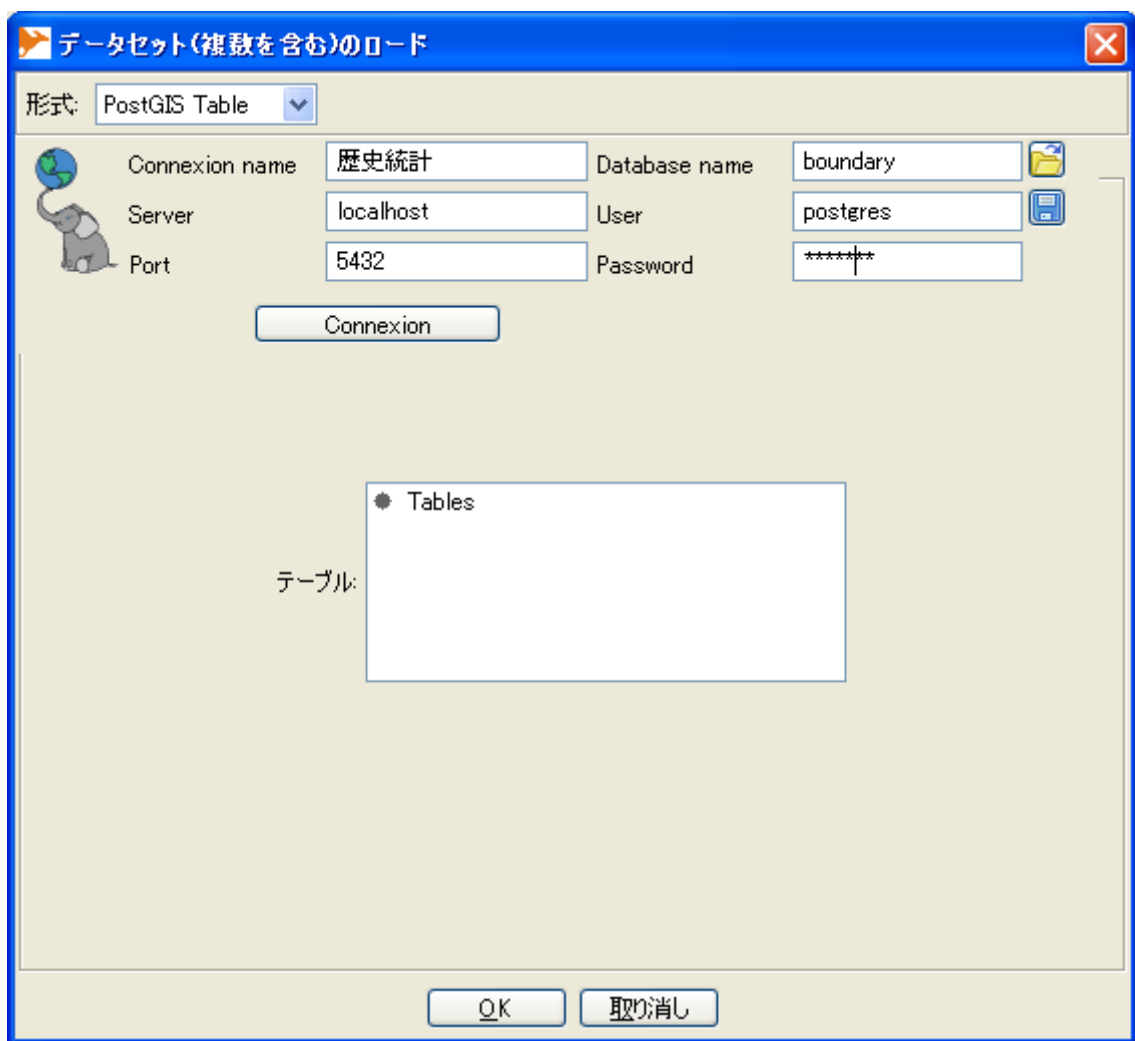 データセット(複数を含む)のロード
形式: PostGIS Table
Connexion name 歴史統計 Database name boundary
Server localhost User postgres
Port 5432 Password *******
Connexion
Tables
テーブル:
OK 取り消し